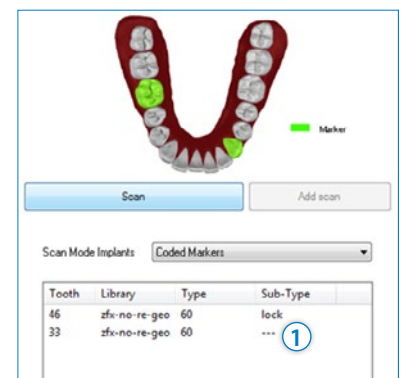 Marker
Scan Add scan
Scan Mode Implants Coded Markers
Tooth Library Type Sub-Type
46 zfx-no-re-geo 60 lock
33 zfx-no-re-geo 60 --- 1